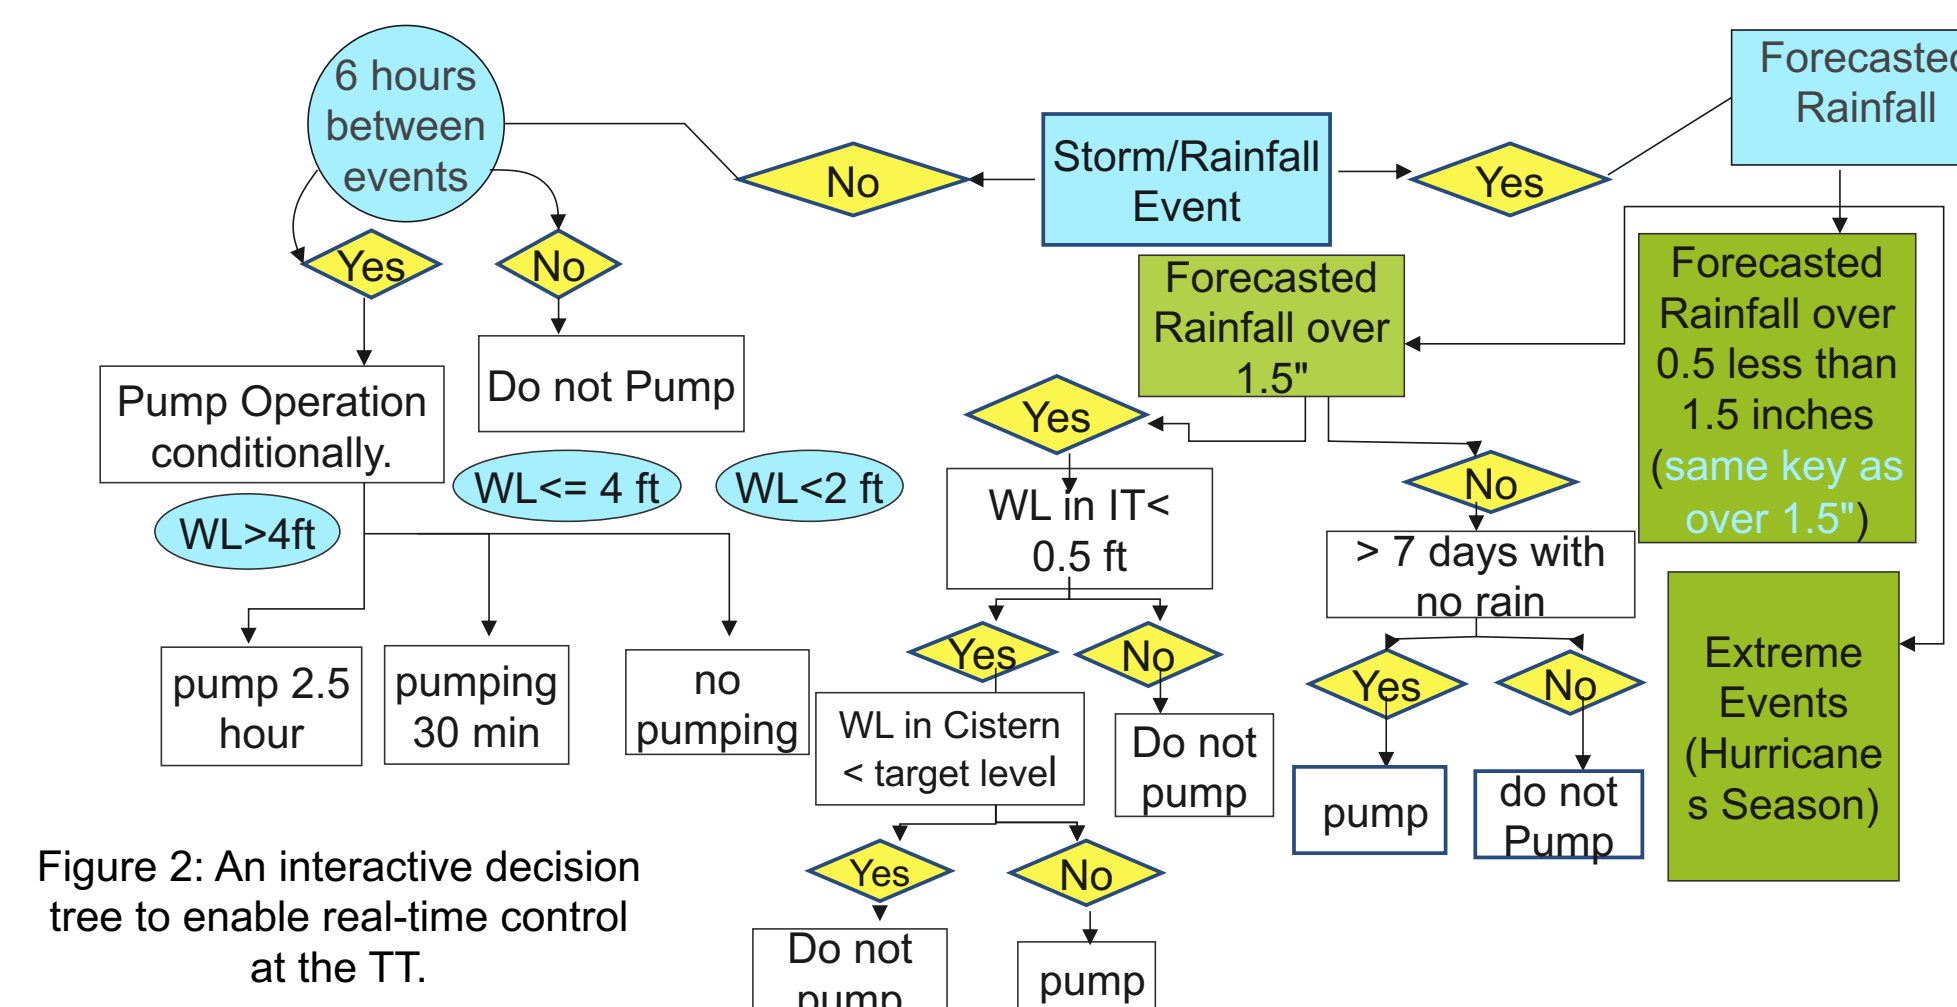 6 hours
between
events
No
Storm/Rainfall
Event
Yes
Forecasted
Rainfall
Yes
No
Pump Operation
conditionally.
Do not Pump
WL>4ft
WL<= 4 ft
WL<2 ft
pump 2.5
hour
pumping
30 min
no
pumping
Forecasted
Rainfall over
1.5"
Yes
No
WL in IT<
0.5 ft
> 7 days with
no rain
Yes
No
Yes
No
WL in Cistern
< target level
Do not
pump
pump
do not
Pump
Yes
No
Do not
pump
pump
Forecasted
Rainfall over
0.5 less than
1.5 inches
(same key as
over 1.5")
Extreme
Events
(Hurricane
s Season)
Figure 2: An interactive decision
tree to enable real-time control
at the TT.